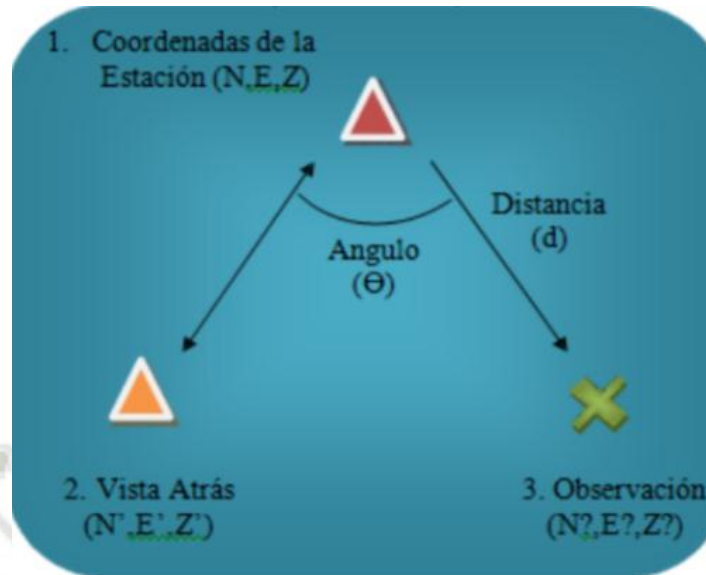 1. Coordenadas de la
Estación (N,E,Z)
Distancia
(d)
Angulo
(Ө)
2. Vista Atrás
(N’,E’,Z’)
3. Observación
(N?,E?,Z?)